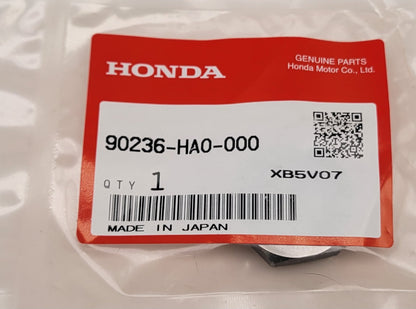 HONDA
GENUINE PARTS
Honda Motor Co., Ltd.
90236-HA0-000
QTY 1
XB5V07
MADE IN JAPAN